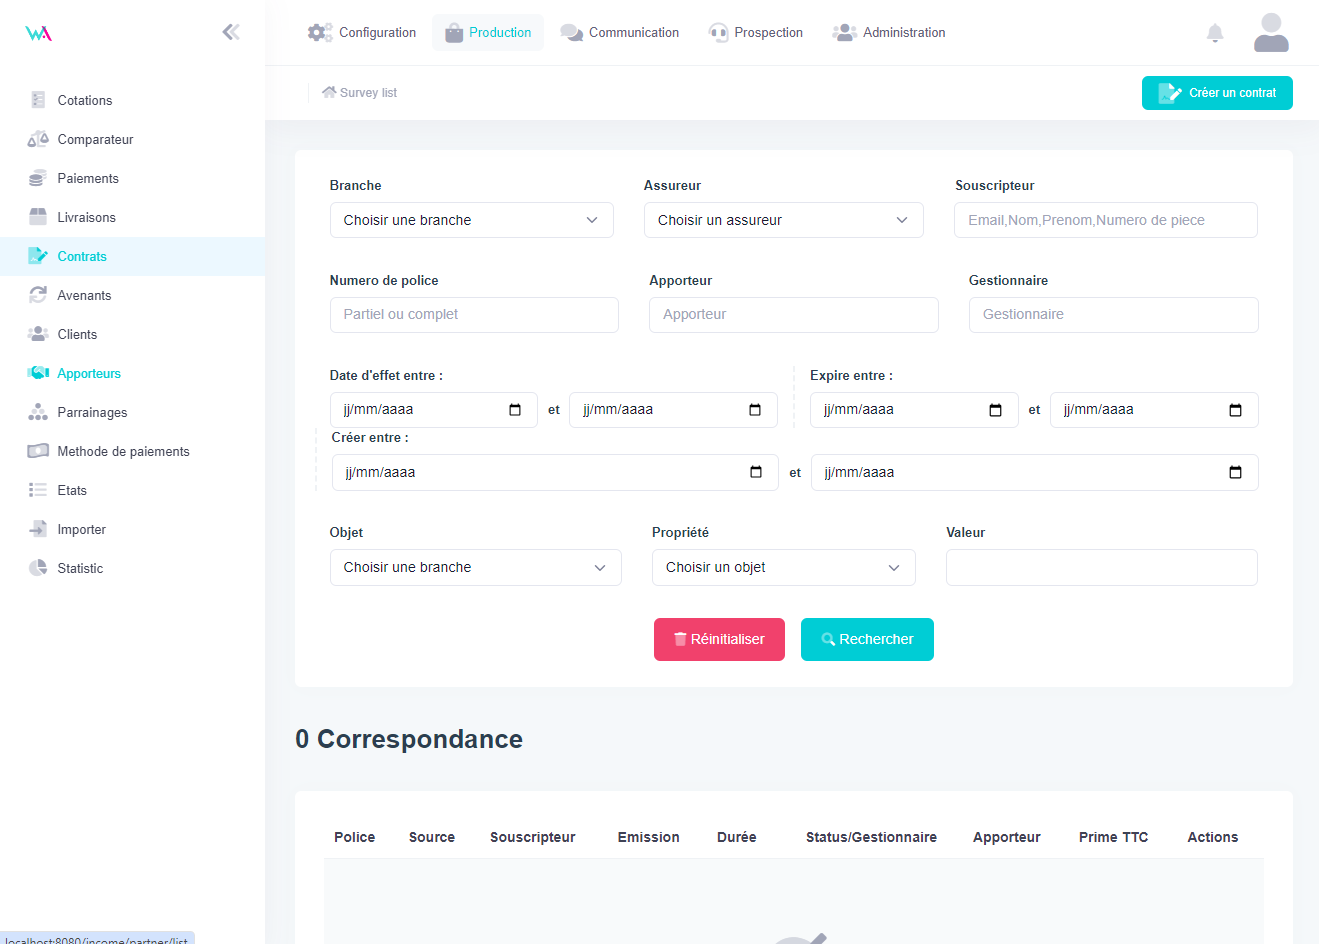 WA
Configuration
Production
Communication
Prospection
Administration
Survey list
Créer un contrat
Cotations
Comparateur
Paiements
Livraisons
Contrats
Avenants
Clients
Apporteurs
Parrainages
Methode de paiements
Etats
Importer
Statistic
Branche
Assureur
Souscripteur
Choisir une branche
Choisir un assureur
Email,Nom,Prenom,Numero de piece
Numero de police
Apporteur
Gestionnaire
Partiel ou complet
Apporteur
Gestionnaire
Date d'effet entre :
Expire entre :
jj/mm/aaaa et jj/mm/aaaa
jj/mm/aaaa et jj/mm/aaaa
Créer entre :
jj/mm/aaaa et jj/mm/aaaa
Objet
Propriété
Valeur
Choisir une branche
Choisir un objet
Réinitialiser
Rechercher
0 Correspondance
Police Source Souscripteur Emission Durée Status/Gestionnaire Apporteur Prime TTC Actions
localhost:8080/income/partner/list